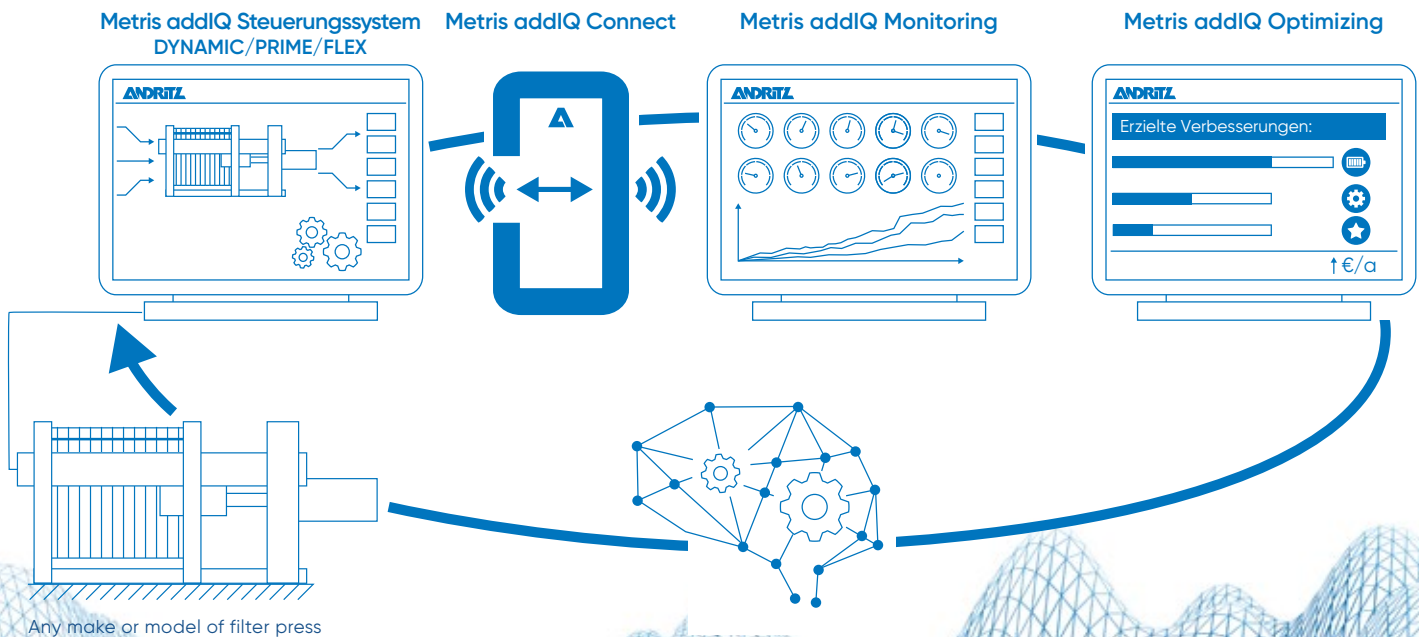 Metris addIQ Steuerungssystem
DYNAMIC/PRIME/FLEX
Metris addIQ Connect
Metris addIQ Monitoring
Metris addIQ Optimizing
ANDRITZ
ANDRITZ
ANDRITZ
Erzielte Verbesserungen:
↑€/a
Any make or model of filter press